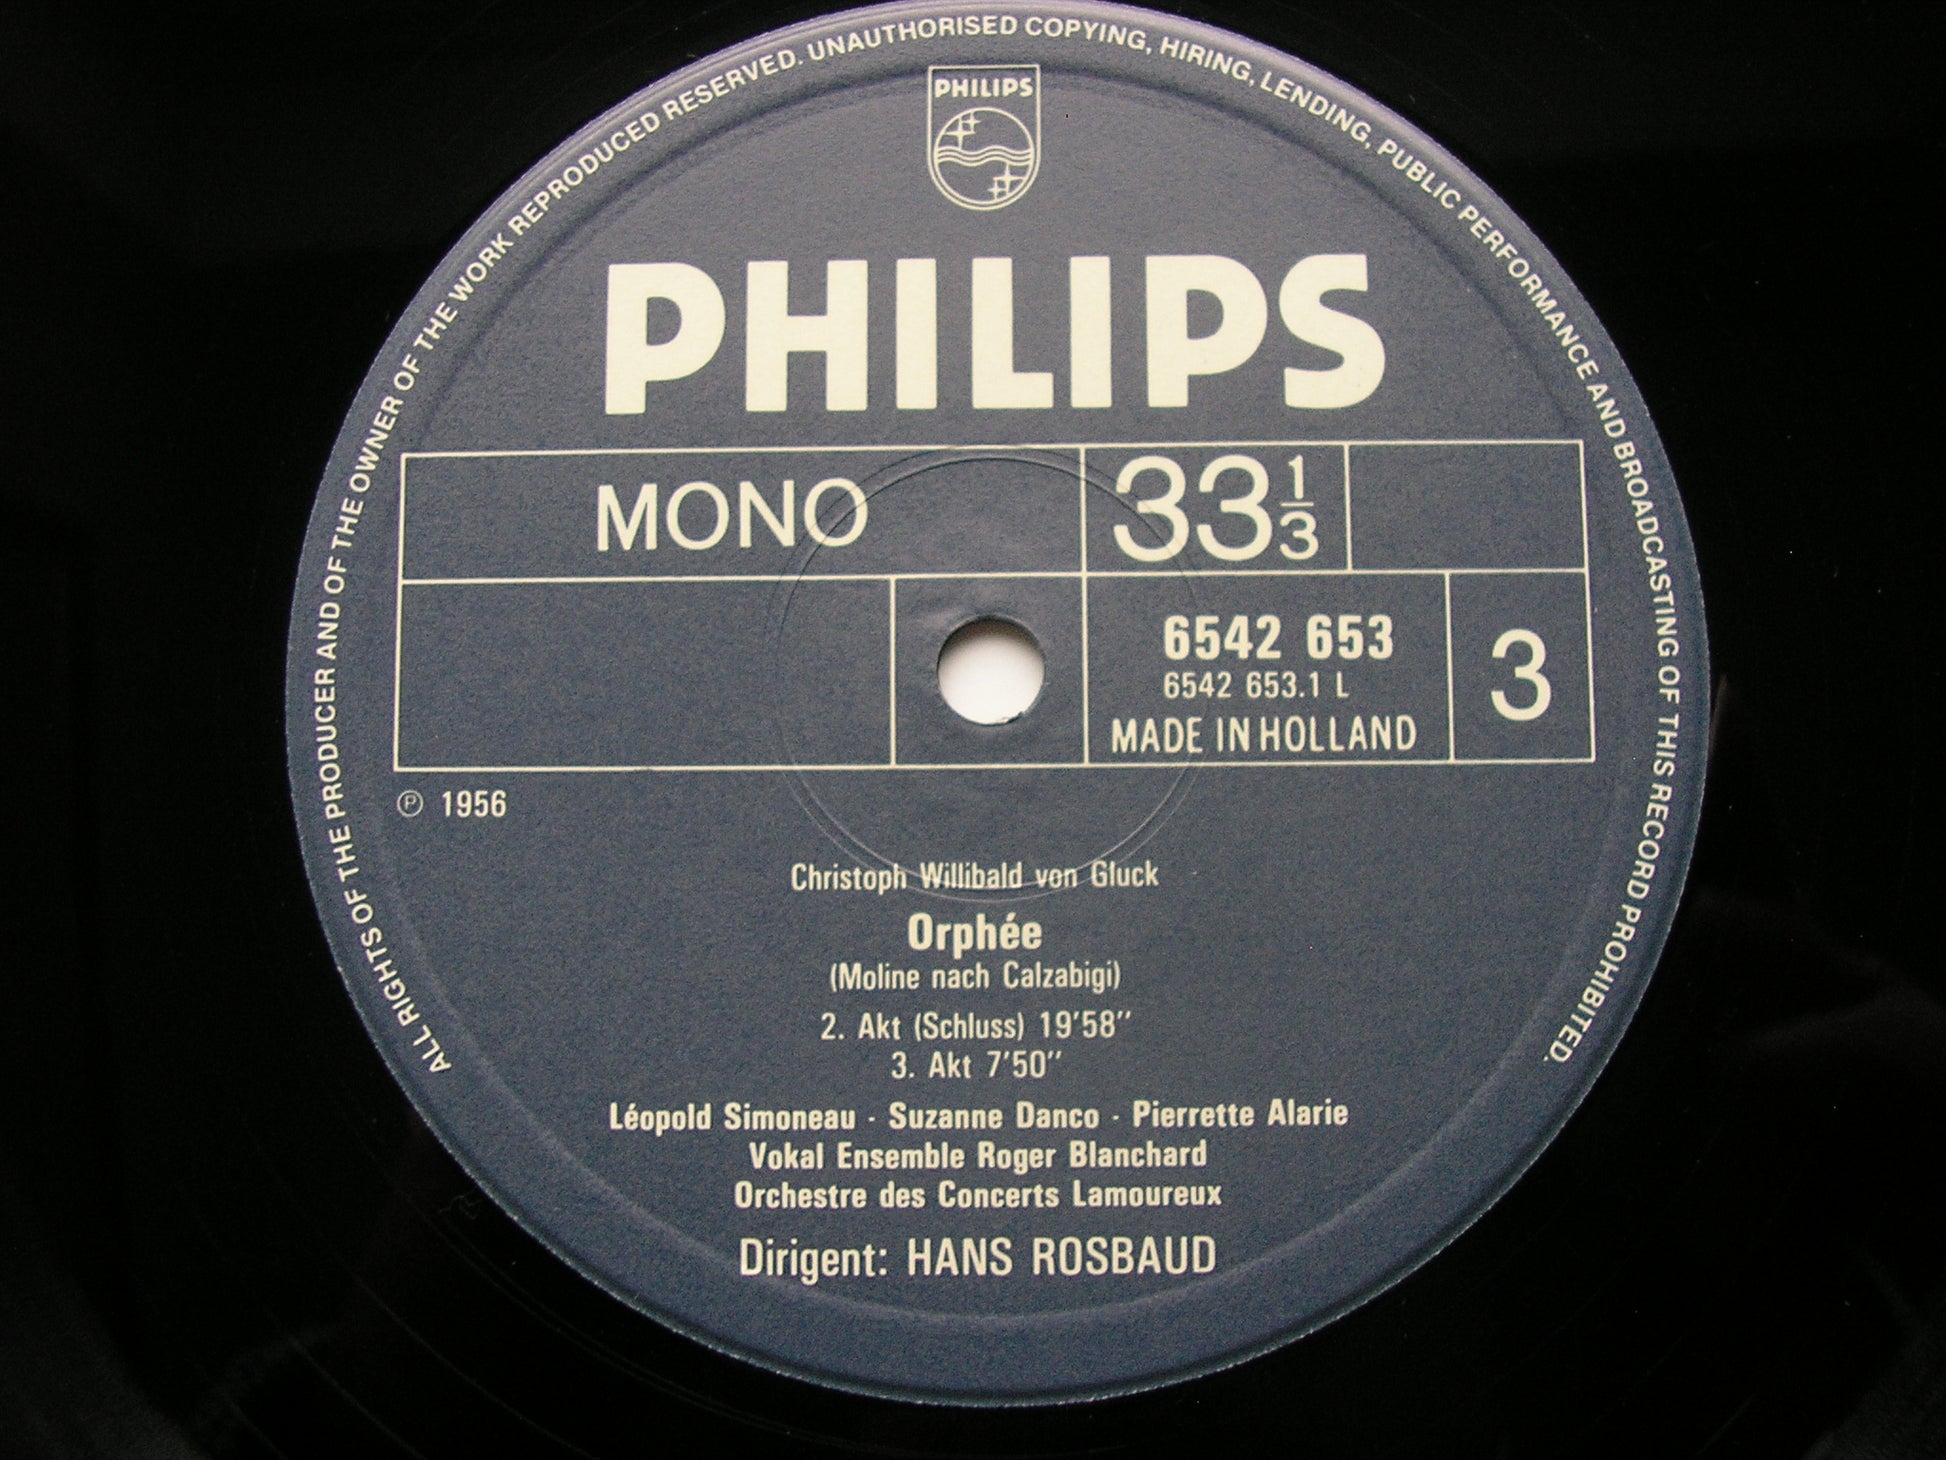 ALL RIGHTS OF THE PRODUCER AND OF THE OWNER OF THE WORK REPRODUCED RESERVED. UNAUTHORISED COPYING, HIRING, LENDING, PUBLIC PERFORMANCE AND BROADCASTING OF THIS RECORD PROHIBITED.
PHILIPS
PHILIPS
MONO
33 1/3
6542 653
6542 653.1 L
MADE IN HOLLAND
3
℗ 1956
Christoph Willibald von Gluck
Orphée
(Moline nach Calzabigi)
2. Akt (Schluss) 19'58''
3. Akt 7'50''
Léopold Simoneau · Suzanne Danco · Pierrette Alarie
Vokal Ensemble Roger Blanchard
Orchestre des Concerts Lamoureux
Dirigent: HANS ROSBAUD